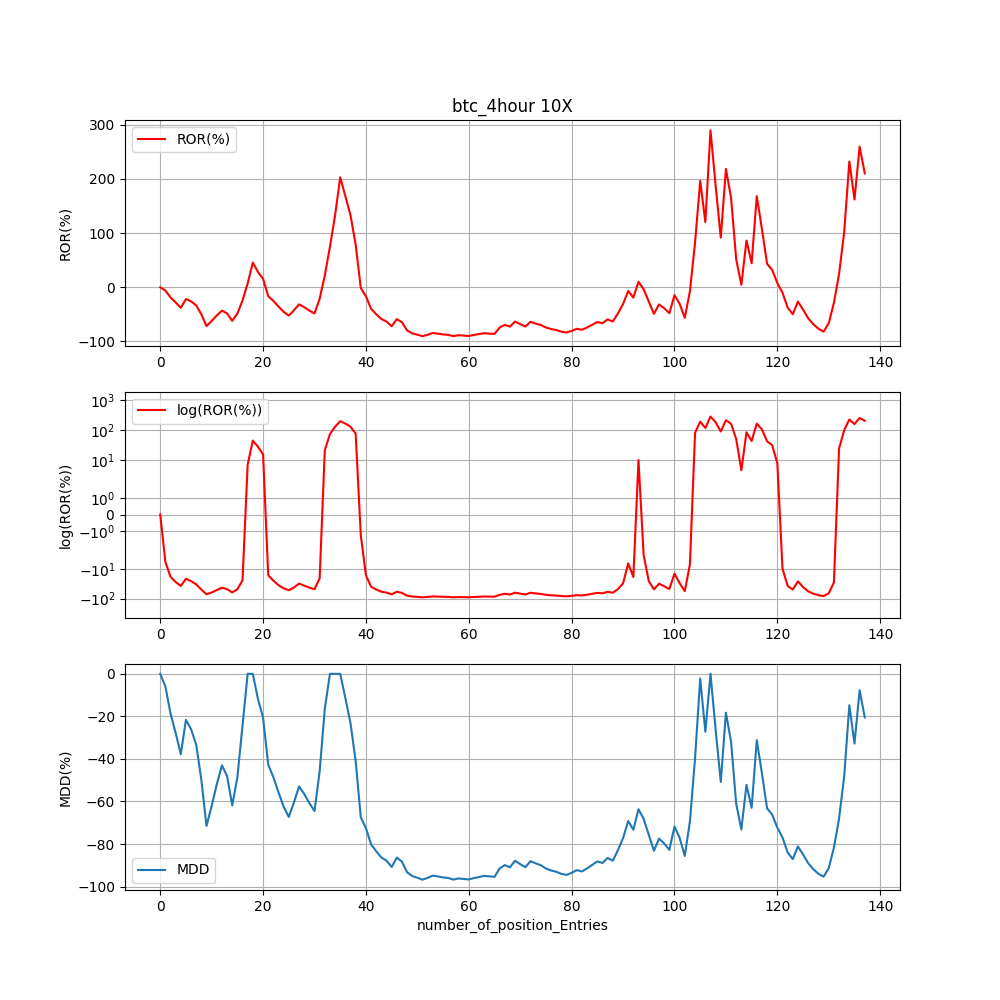 btc_4hour 10X
300
200
100
0
−100
ROR(%)
ROR(%)
0 20 40 60 80 100 120 140
10³
10²
10¹
10⁰
0
−10⁰
−10¹
−10²
log(ROR(%))
log(ROR(%))
0 20 40 60 80 100 120 140
0
−20
−40
−60
−80
−100
MDD(%)
MDD
0 20 40 60 80 100 120 140
number_of_position_Entries